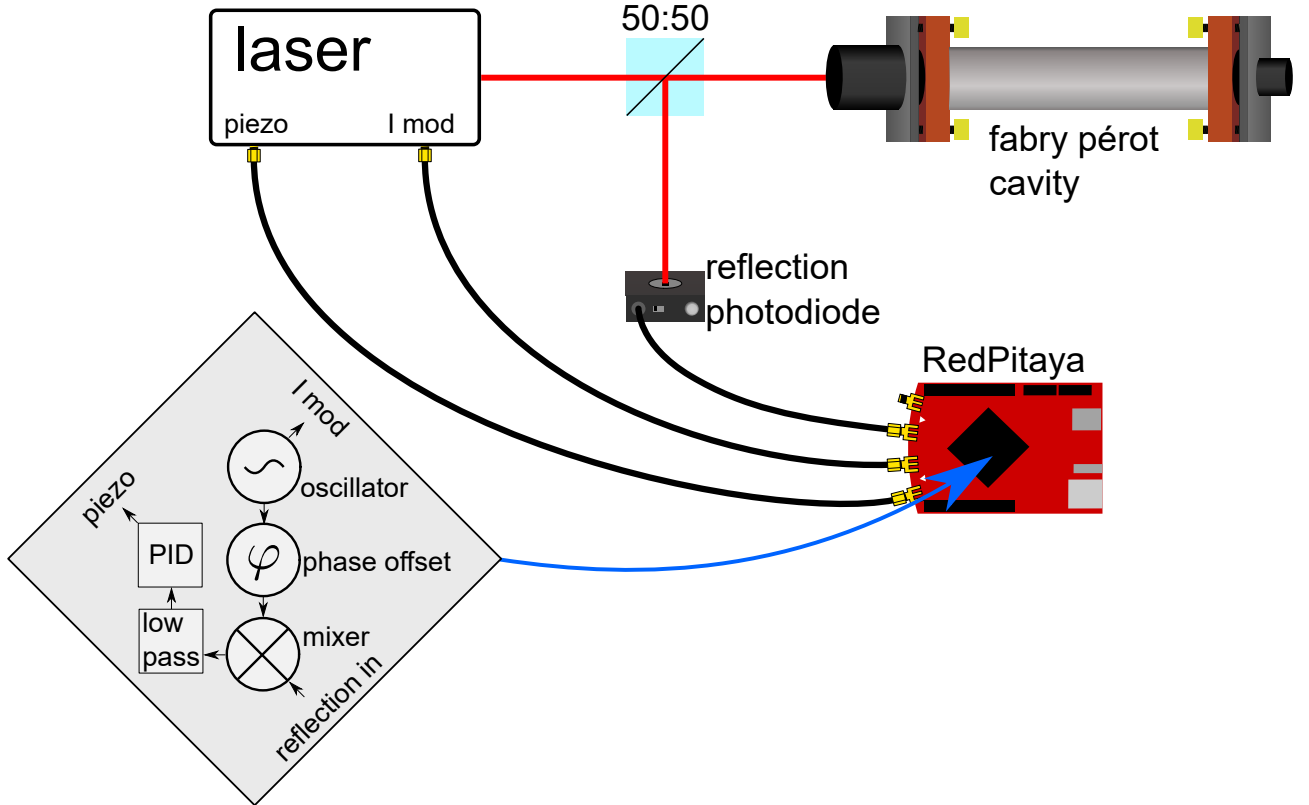 50:50
laser
piezo
I mod
fabry pérot
cavity
reflection
photodiode
RedPitaya
I mod
oscillator
piezo
PID
φ
phase offset
low
pass
mixer
reflection in